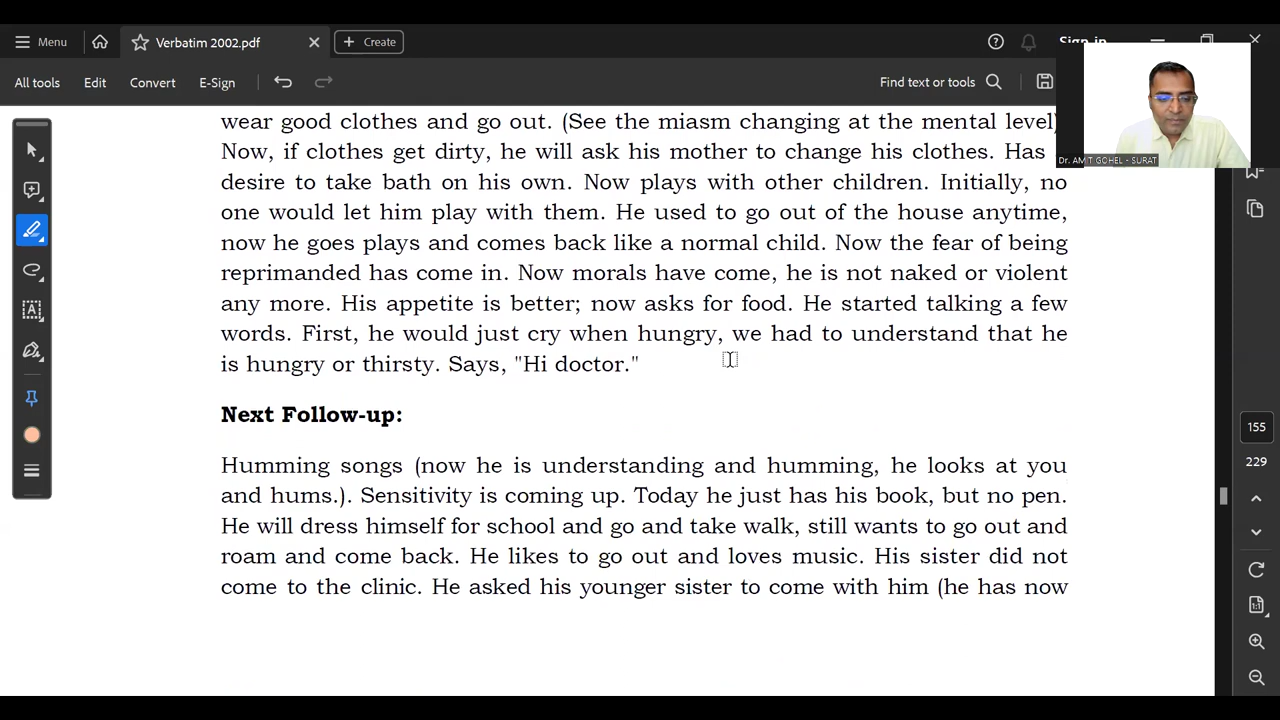 Menu
Verbatim 2002.pdf
Create
All tools
Edit
Convert
E-Sign
Find text or tools
Dr. AMIT GOHEL - SURAT
wear good clothes and go out. (See the miasm changing at the mental level)
Now, if clothes get dirty, he will ask his mother to change his clothes. Has
desire to take bath on his own. Now plays with other children. Initially, no
one would let him play with them. He used to go out of the house anytime,
now he goes plays and comes back like a normal child. Now the fear of being
reprimanded has come in. Now morals have come, he is not naked or violent
any more. His appetite is better; now asks for food. He started talking a few
words. First, he would just cry when hungry, we had to understand that he
is hungry or thirsty. Says, "Hi doctor."
Next Follow-up:
Humming songs (now he is understanding and humming, he looks at you
and hums.). Sensitivity is coming up. Today he just has his book, but no pen.
He will dress himself for school and go and take walk, still wants to go out and
roam and come back. He likes to go out and loves music. His sister did not
come to the clinic. He asked his younger sister to come with him (he has now
155
229